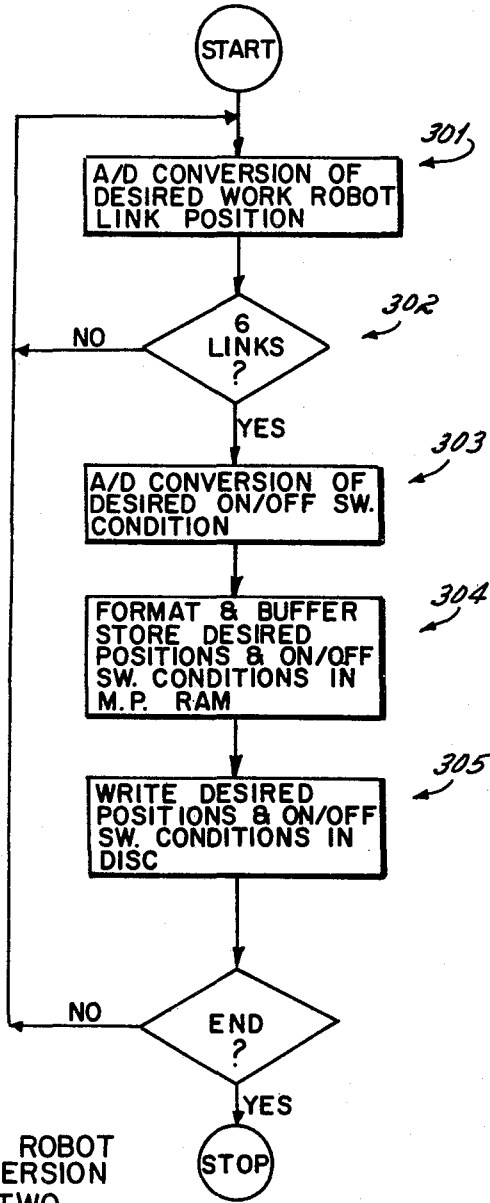 START
301
A/D CONVERSION OF
DESIRED WORK ROBOT
LINK POSITION
302
6
LINKS
?
NO
YES
303
A/D CONVERSION OF
DESIRED ON/OFF SW.
CONDITION
304
FORMAT & BUFFER
STORE DESIRED
POSITIONS & ON/OFF
SW. CONDITIONS IN
M.P. RAM
305
WRITE DESIRED
POSITIONS & ON/OFF
SW. CONDITIONS IN
DISC
NO
END
?
YES
STOP
ROBOT